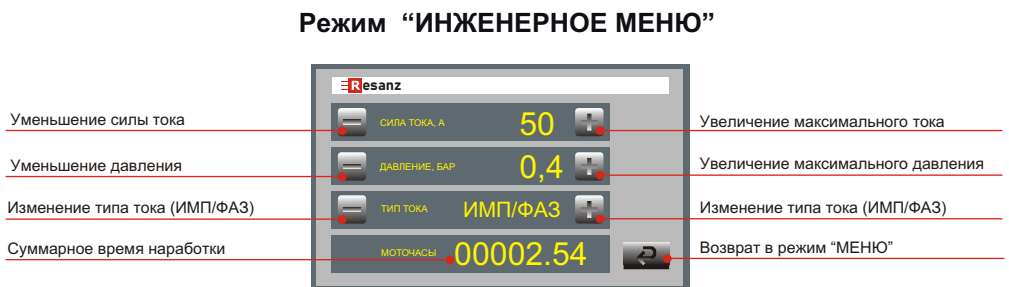 Режим “ИНЖЕНЕРНОЕ МЕНЮ”
Resanz
Уменьшение силы тока
СИЛА ТОКА, А 50
Увеличение максимального тока
Уменьшение давления
ДАВЛЕНИЕ, БАР 0,4
Увеличение максимального давления
Изменение типа тока (ИМП/ФАЗ)
ТИП ТОКА ИМП/ФАЗ
Изменение типа тока (ИМП/ФАЗ)
Суммарное время наработки
МОТОЧАСЫ 00002.54
Возврат в режим “МЕНЮ”